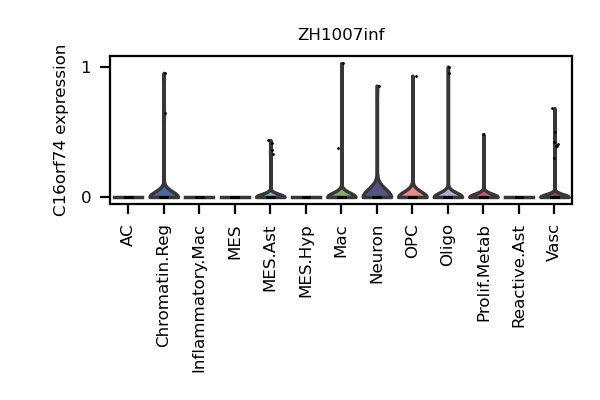 ZH1007inf
C16orf74 expression
1
0
AC
Chromatin.Reg
Inflammatory.Mac
MES
MES.Ast
MES.Hyp
Mac
Neuron
OPC
Oligo
Prolif.Metab
Reactive.Ast
Vasc